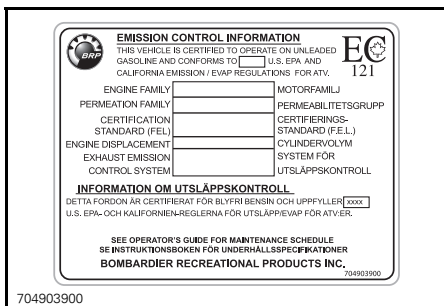 BRP
EMISSION CONTROL INFORMATION
THIS VEHICLE IS CERTIFIED TO OPERATE ON UNLEADED
GASOLINE AND CONFORMS TO U.S. EPA AND
CALIFORNIA EMISSION / EVAP REGULATIONS FOR ATV.
EC
121
ENGINE FAMILY MOTORFAMILJ
PERMEATION FAMILY PERMEABILITETSGRUPP
CERTIFICATION CERTIFIERINGS-
STANDARD (FEL) STANDARD (F.E.L.)
ENGINE DISPLACEMENT CYLINDERVOLYM
EXHAUST EMISSION SYSTEM FÖR
CONTROL SYSTEM UTSLÄPPSKONTROLL
INFORMATION OM UTSLÄPPSKONTROLL
DETTA FORDON ÄR CERTIFIERAT FÖR BLYFRI BENSIN OCH UPPFYLLER xxxx
U.S. EPA- OCH KALIFORNIEN-REGLERNA FÖR UTSLÄPP/EVAP FÖR ATV:ER.
SEE OPERATOR'S GUIDE FOR MAINTENANCE SCHEDULE
SE INSTRUKTIONSBOKEN FÖR UNDERHÅLLSSPECIFIKATIONER
BOMBARDIER RECREATIONAL PRODUCTS INC.
704903900
704903900